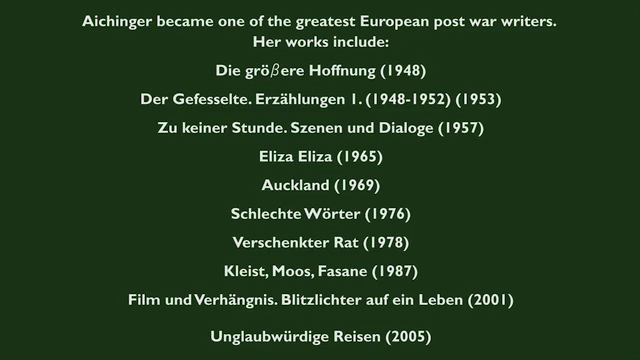 Aichinger became one of the greatest European post war writers.
Her works include:
Die gröβere Hoffnung (1948)
Der Gefesselte. Erzählungen 1. (1948-1952) (1953)
Zu keiner Stunde. Szenen und Dialoge (1957)
Eliza Eliza (1965)
Auckland (1969)
Schlechte Wörter (1976)
Verschenkter Rat (1978)
Kleist, Moos, Fasane (1987)
Film und Verhängnis. Blitzlichter auf ein Leben (2001)
Unglaubwürdige Reisen (2005)